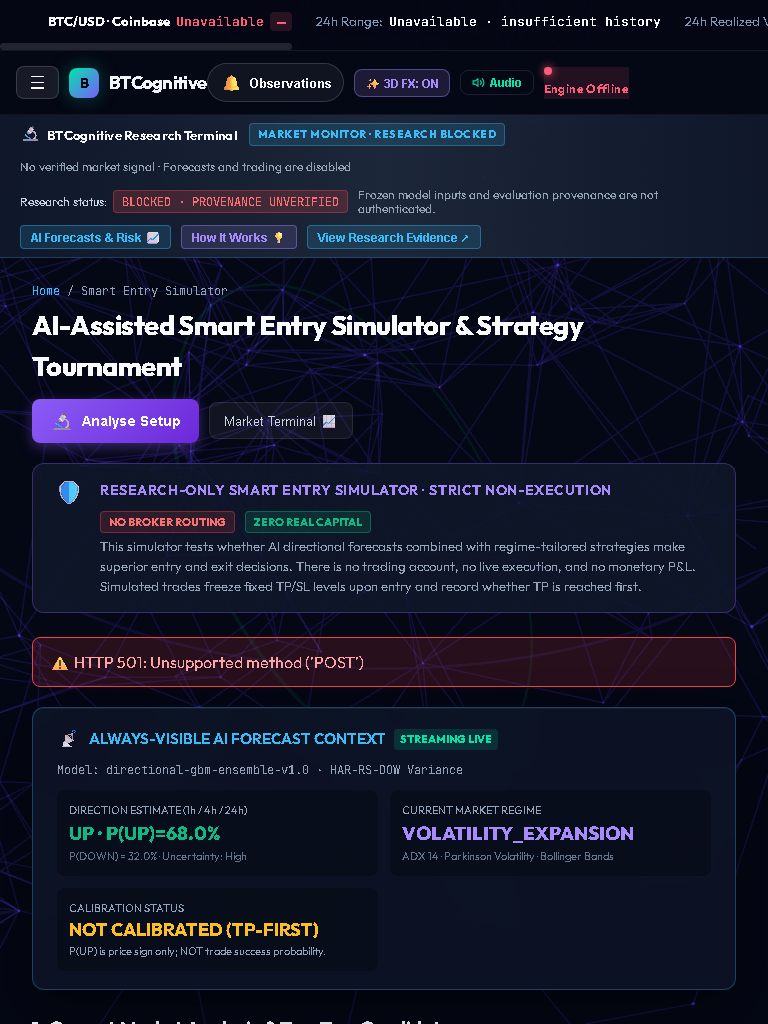 BTC/USD · Coinbase Unavailable — 24h Range: Unavailable · insufficient history 24h Realized
☰ B BTCognitive 🔔 Observations ✨ 3D FX: ON 🔊 Audio Engine Offline
🔬 BTCognitive Research Terminal MARKET MONITOR · RESEARCH BLOCKED
No verified market signal · Forecasts and trading are disabled
Research status: BLOCKED · PROVENANCE UNVERIFIED Frozen model inputs and evaluation provenance are not
authenticated.
AI Forecasts & Risk 📈 How It Works 💡 View Research Evidence ↗
Home / Smart Entry Simulator
AI-Assisted Smart Entry Simulator & Strategy
Tournament
🔬 Analyse Setup Market Terminal 📈
🛡️ RESEARCH-ONLY SMART ENTRY SIMULATOR · STRICT NON-EXECUTION
NO BROKER ROUTING ZERO REAL CAPITAL
This simulator tests whether AI directional forecasts combined with regime-tailored strategies make
superior entry and exit decisions. There is no trading account, no live execution, and no monetary P&L.
Simulated trades freeze fixed TP/SL levels upon entry and record whether TP is reached first.
⚠️ HTTP 501: Unsupported method ('POST')
📡 ALWAYS-VISIBLE AI FORECAST CONTEXT STREAMING LIVE
Model: directional-gbm-ensemble-v1.0 · HAR-RS-DOW Variance
DIRECTION ESTIMATE (1h / 4h / 24h)
UP · P(UP)=68.0%
P(DOWN) = 32.0% · Uncertainty: High
CURRENT MARKET REGIME
VOLATILITY_EXPANSION
ADX 14 · Parkinson Volatility · Bollinger Bands
CALIBRATION STATUS
NOT CALIBRATED (TP-FIRST)
P(UP) is price sign only; NOT trade success probability.